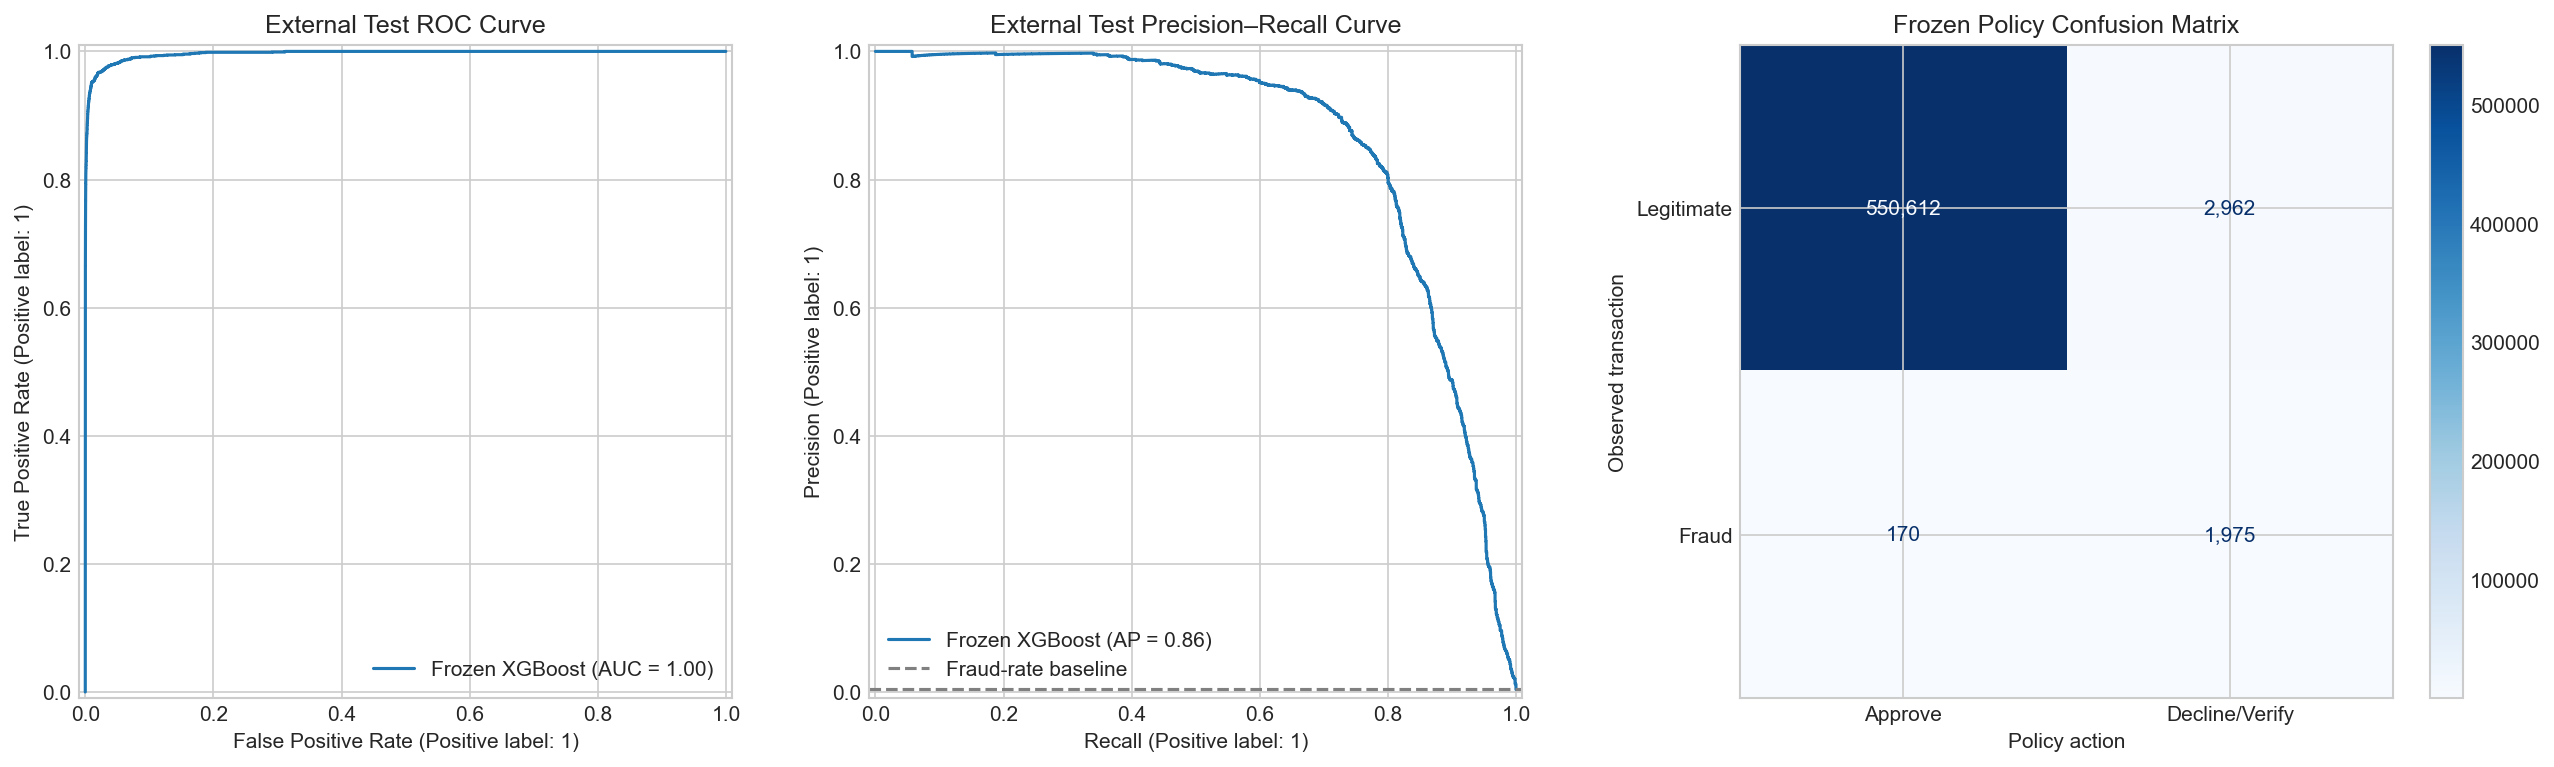 External Test ROC Curve
1.0
0.8
0.6
0.4
0.2
0.0
True Positive Rate (Positive label: 1)
Frozen XGBoost (AUC = 1.00)
0.0 0.2 0.4 0.6 0.8 1.0
False Positive Rate (Positive label: 1)
External Test Precision–Recall Curve
1.0
0.8
0.6
0.4
0.2
0.0
Precision (Positive label: 1)
Frozen XGBoost (AP = 0.86)
Fraud-rate baseline
0.0 0.2 0.4 0.6 0.8 1.0
Recall (Positive label: 1)
Frozen Policy Confusion Matrix
Observed transaction
Legitimate 550,612 2,962
Fraud 170 1,975
Approve Decline/Verify
Policy action
500000
400000
300000
200000
100000